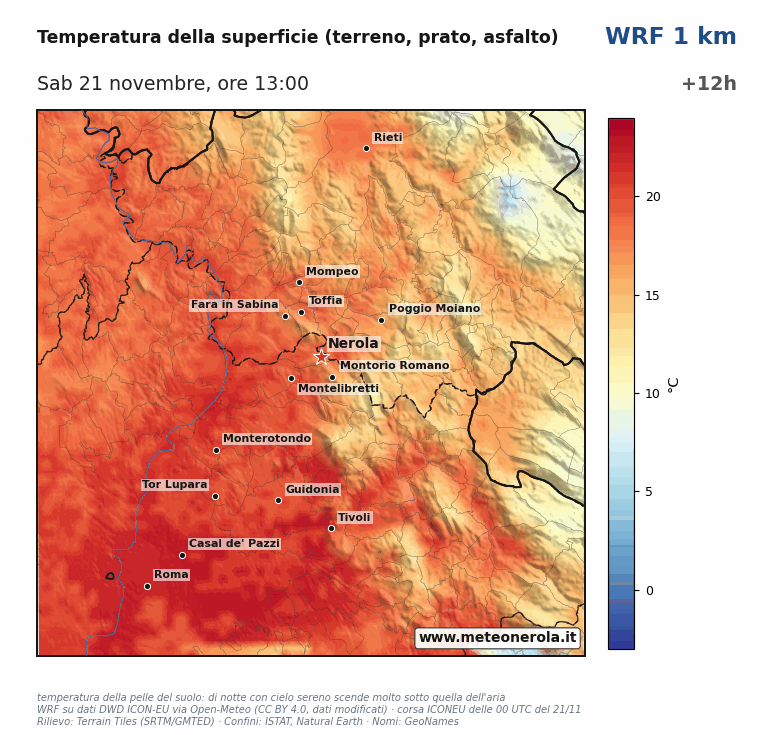 Temperatura della superficie (terreno, prato, asfalto)
WRF 1 km
Sab 21 novembre, ore 13:00
+12h
Rieti
Mompeo
Fara in Sabina
Toffia
Poggio Moiano
Nerola
Montorio Romano
Montelibretti
Monterotondo
Tor Lupara
Guidonia
Tivoli
Casal de' Pazzi
Roma
www.meteonerola.it
20
15
10
5
0
°C
temperatura della pelle del suolo: di notte con cielo sereno scende molto sotto quella dell'aria
WRF su dati DWD ICON-EU via Open-Meteo (CC BY 4.0, dati modificati) · corsa ICONEU delle 00 UTC del 21/11
Rilievo: Terrain Tiles (SRTM/GMTED) · Confini: ISTAT, Natural Earth · Nomi: GeoNames